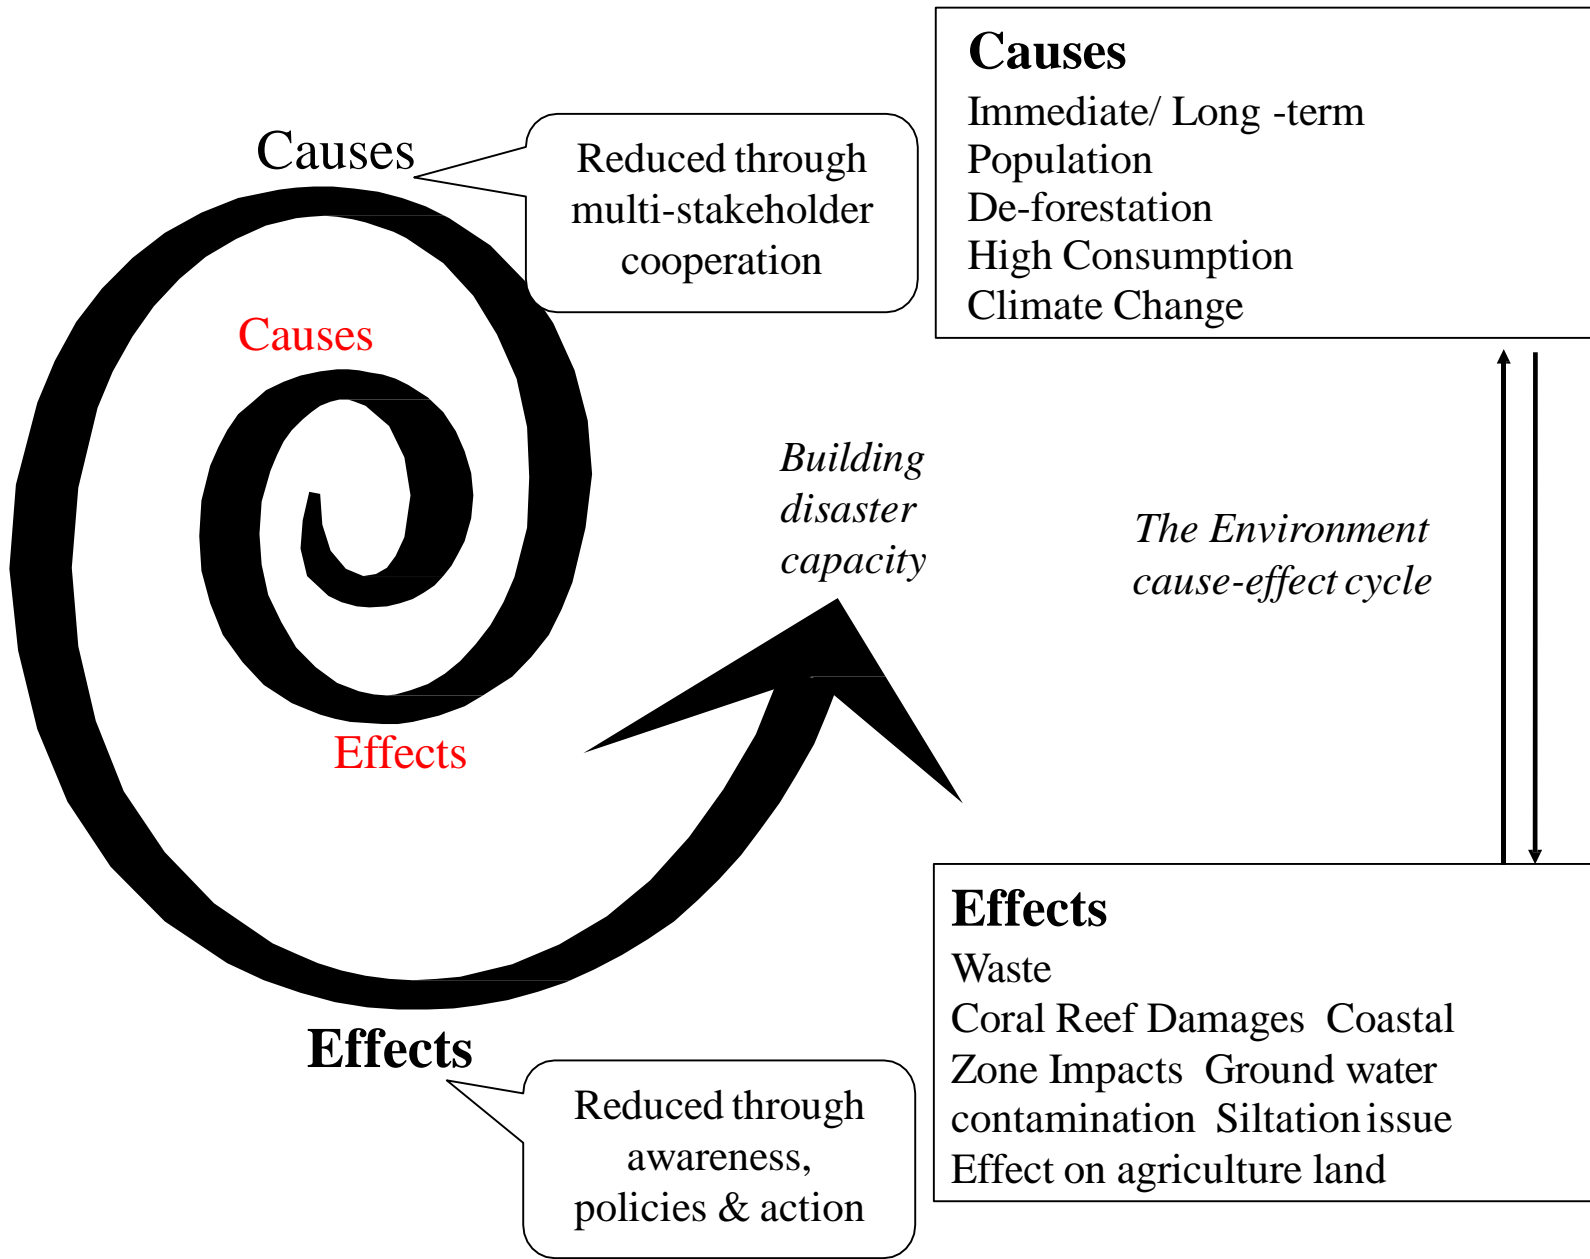 Causes
Reduced through
multi-stakeholder
cooperation
Causes
Effects
Building
disaster
capacity
Effects
Reduced through
awareness,
policies & action
Causes
Immediate/ Long -term
Population
De-forestation
High Consumption
Climate Change
The Environment
cause-effect cycle
Effects
Waste
Coral Reef Damages Coastal
Zone Impacts Ground water
contamination Siltation issue
Effect on agriculture land